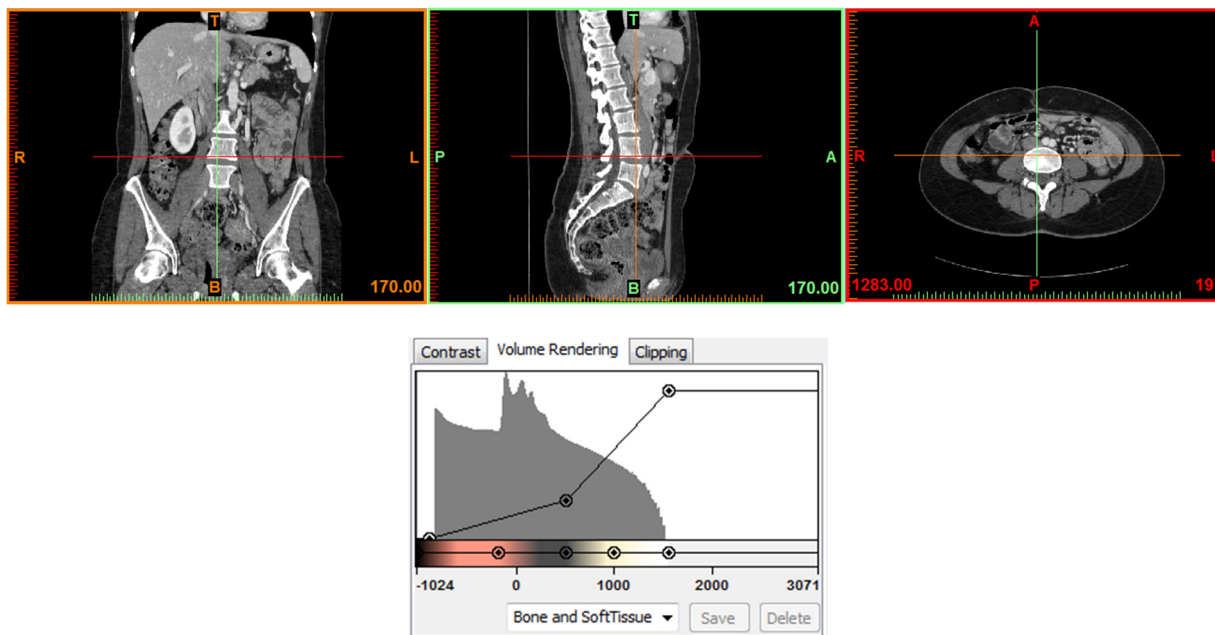 T
R
L
B
170.00
T
P
A
B
170.00
A
R
L
P
1283.00
19
Contrast
Volume Rendering
Clipping
-1024
0
1000
2000
3071
Bone and SoftTissue
Save
Delete